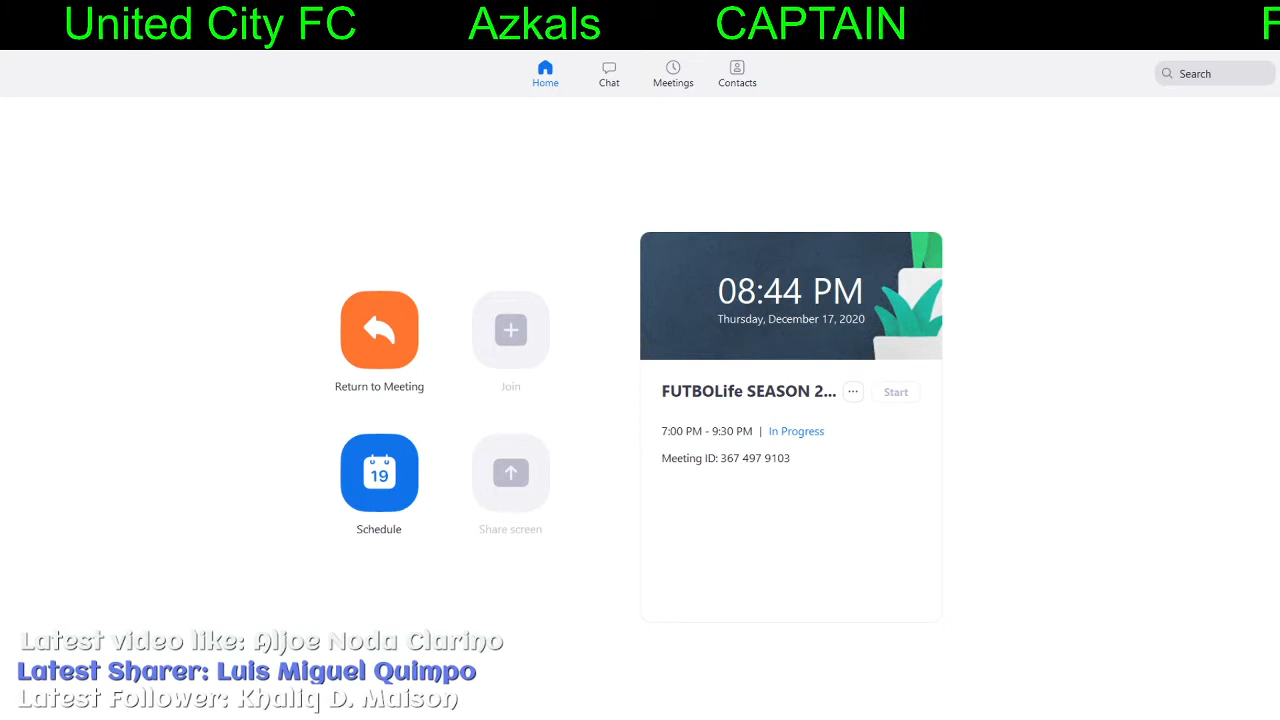 United City FC Azkals CAPTAIN F
Home Chat Meetings Contacts
Search
08:44 PM
Thursday, December 17, 2020
Return to Meeting Join
FUTBOLife SEASON 2... Start
7:00 PM - 9:30 PM | In Progress
Meeting ID: 367 497 9103
19
Schedule Share screen
Latest video like: Aljoe Noda Clarino
Latest Sharer: Luis Miguel Quimpo
Latest Follower: Khaliq D. Maison